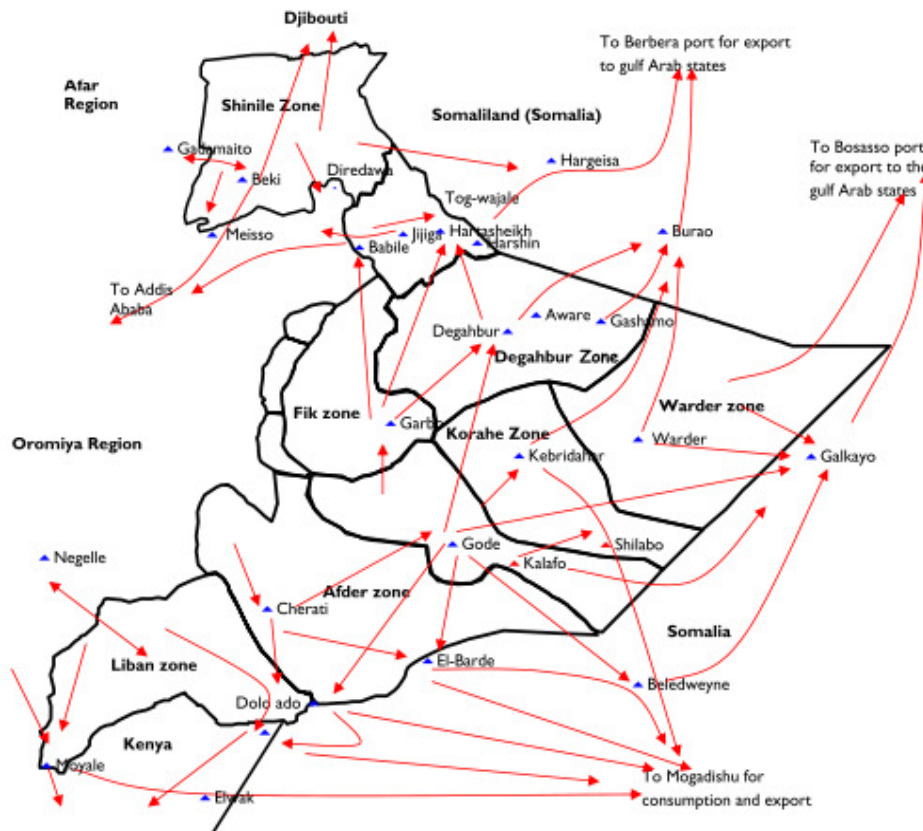 Djibouti
To Berbera port for export
to gulf Arab states
Afar
Region
Shinile Zone
Somaliland (Somalia)
To Bosasso port
for export to the
gulf Arab states
Gadamaito
Hargeisa
Beki
Diredawa
Tog-wajale
Meisso
Jijiga
Hartasheikh
Harshin
Babile
Burao
To Addis
Ababa
Degahbur
Aware
Gashamo
Degahbur Zone
Fik zone
Garbo
Korahe Zone
Warder zone
Oromiya Region
Warder
Kebridahar
Galkayo
Negelle
Gode
Shilabo
Kalafo
Afder zone
Cherati
Somalia
Liban zone
El-Barde
Beledweyne
Dolo ado
Kenya
Moyale
Elwak
To Mogadishu for
consumption and export